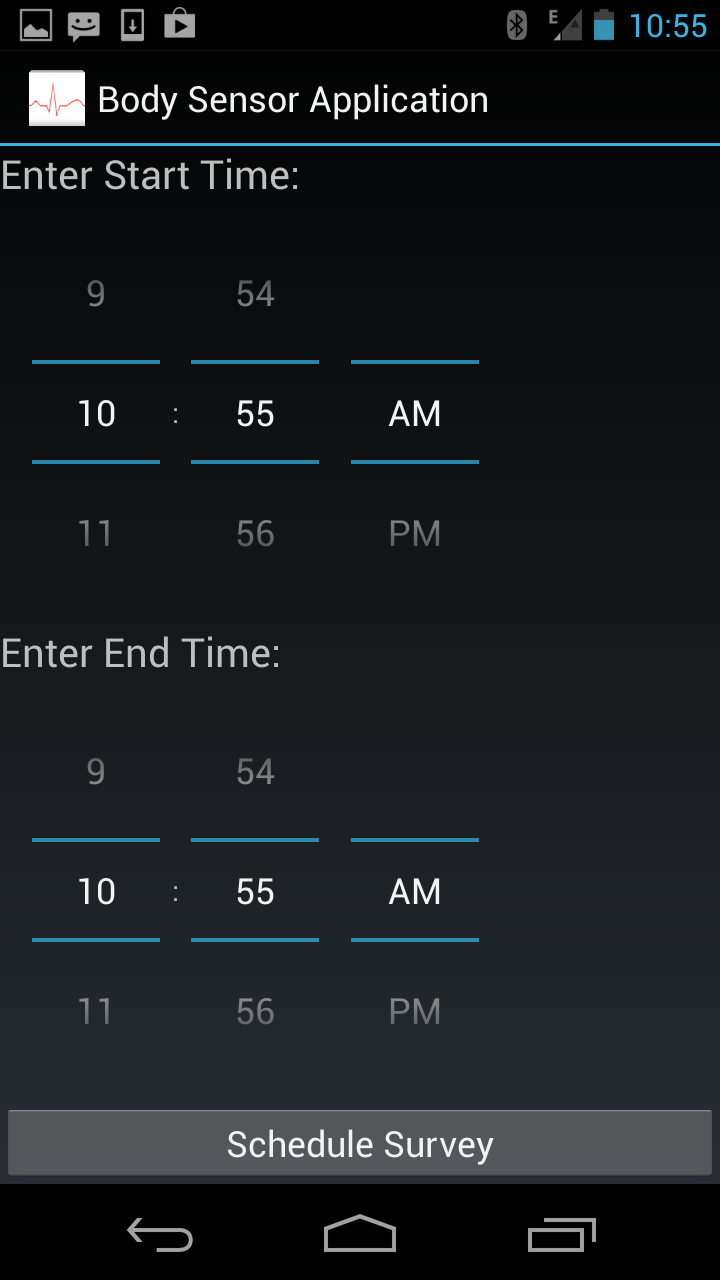 E 10:55
Body Sensor Application
Enter Start Time:
9 54
10 : 55 AM
11 56 PM
Enter End Time:
9 54
10 : 55 AM
11 56 PM
Schedule Survey